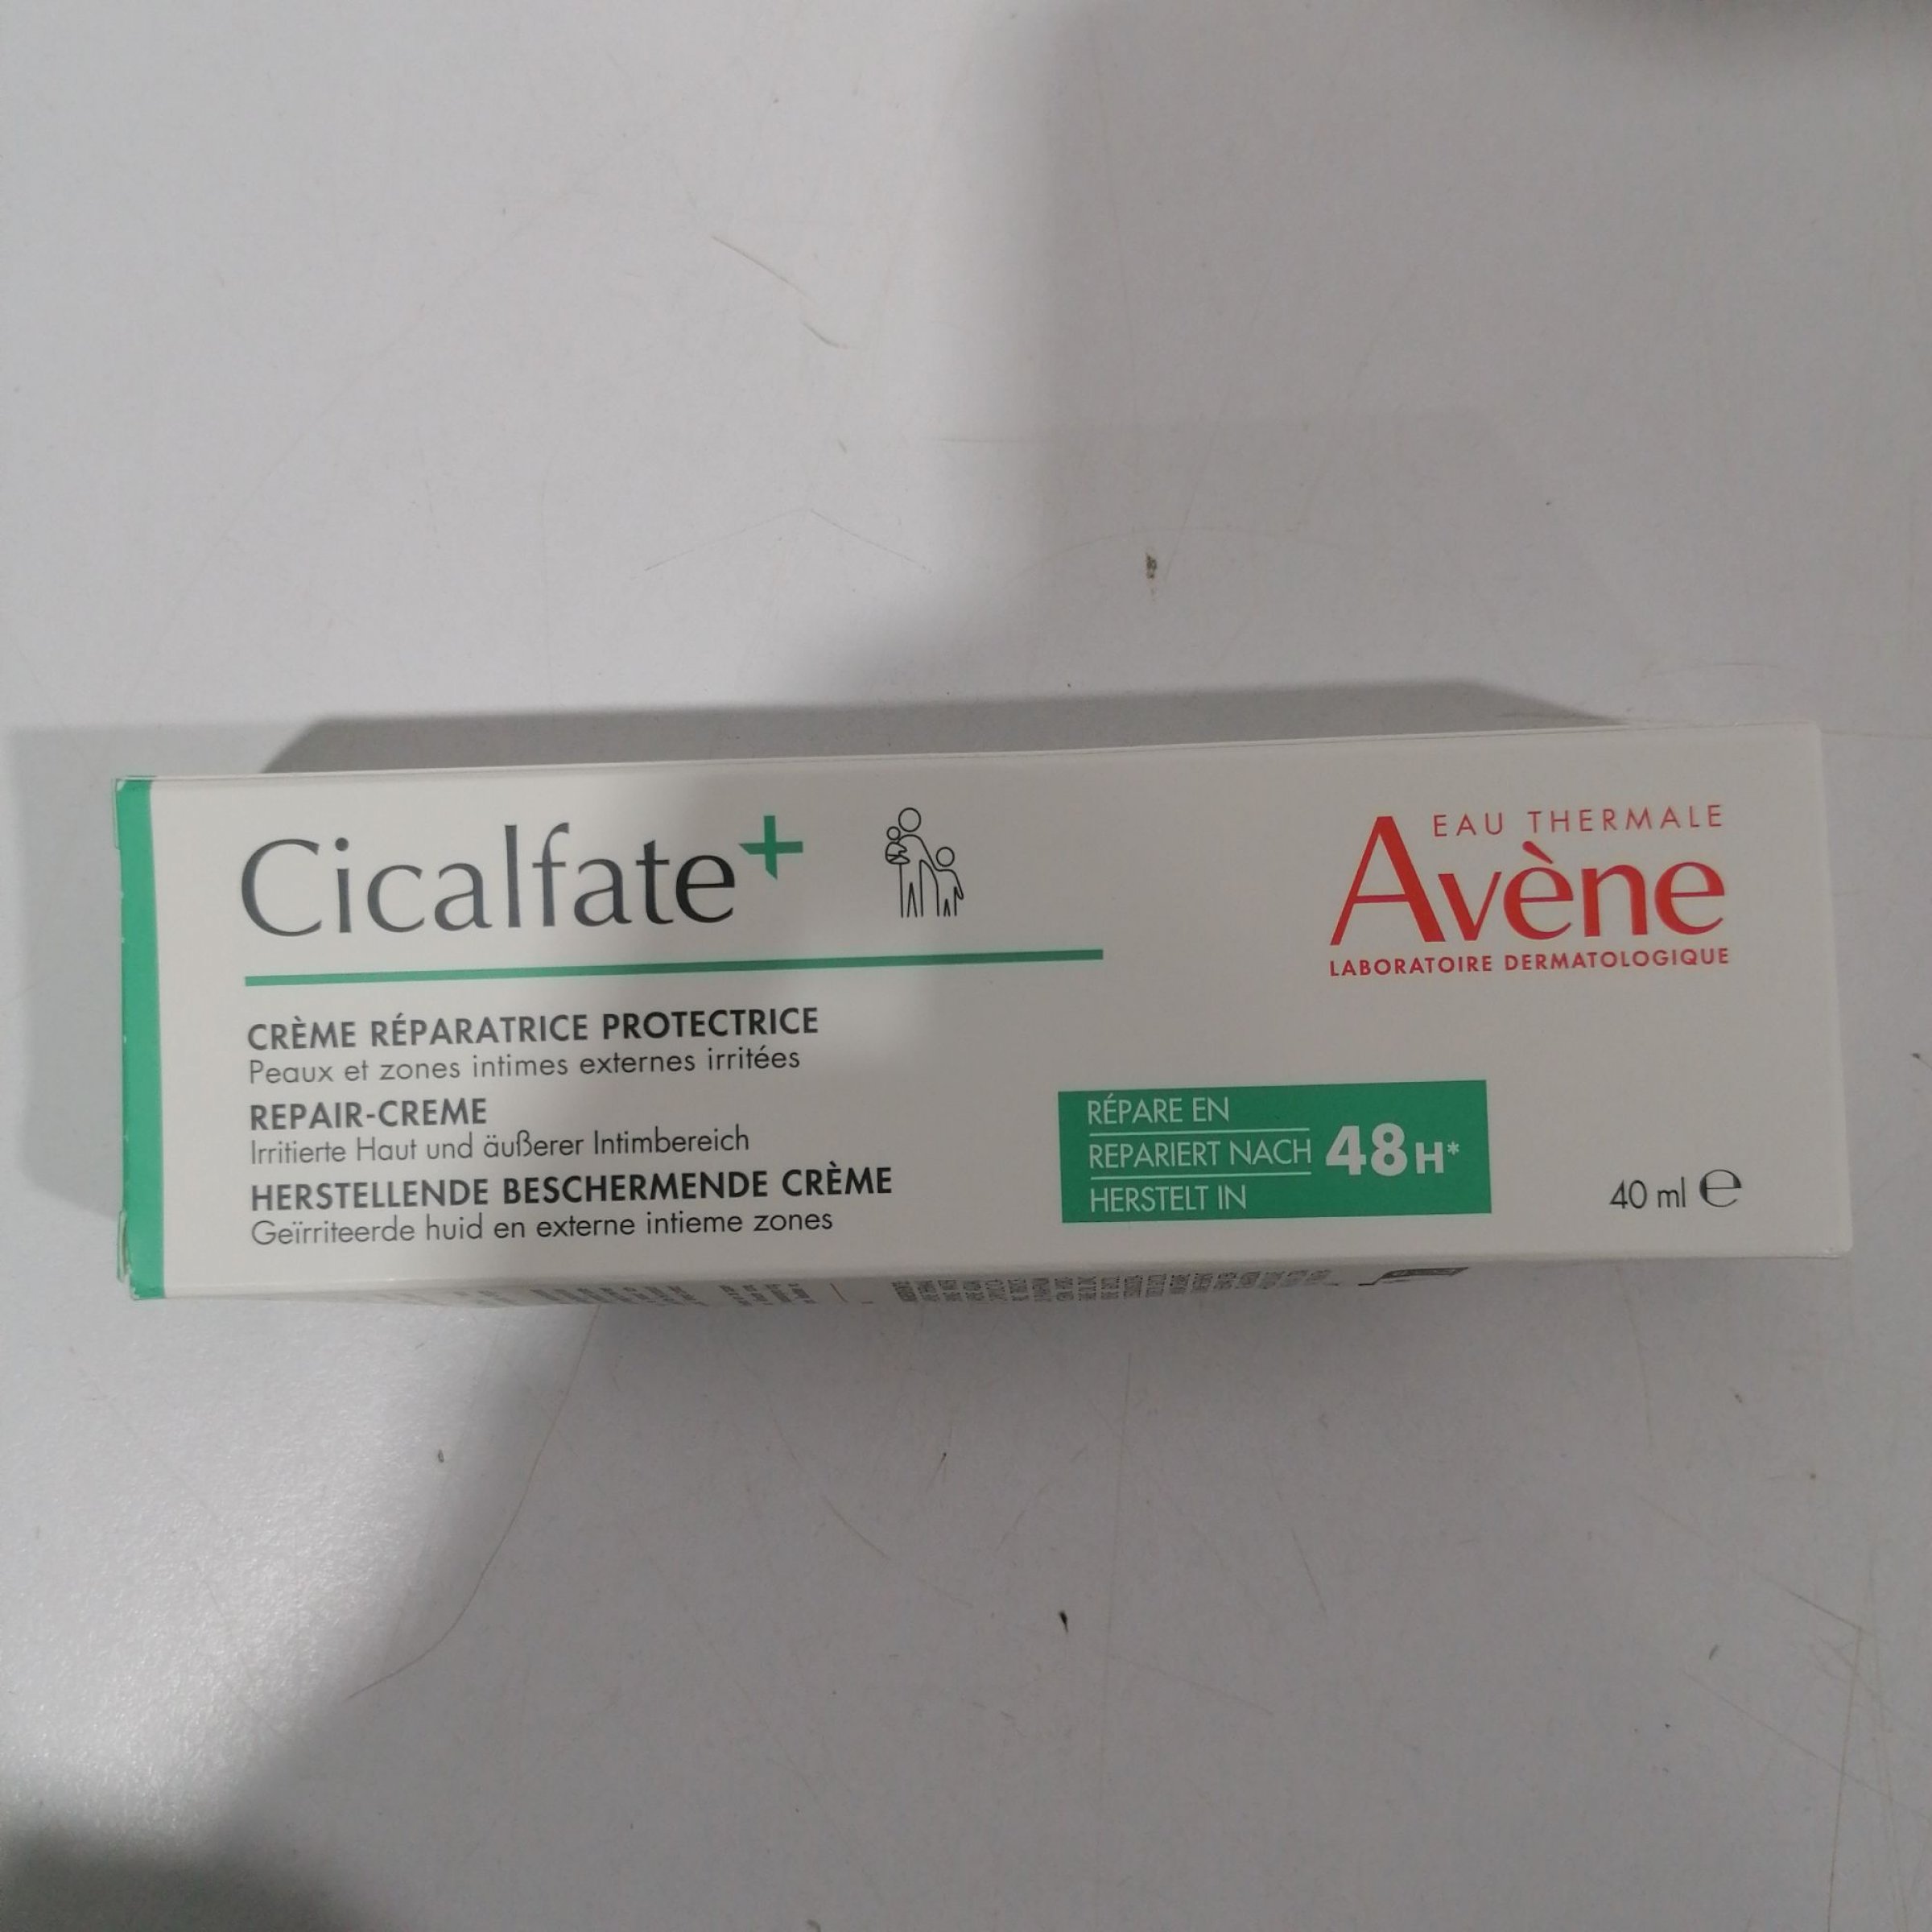 Cicalfate+
EAU THERMALE
Avène
LABORATOIRE DERMATOLOGIQUE
CRÈME RÉPARATRICE PROTECTRICE
Peaux et zones intimes externes irritées
REPAIR-CREME
Irritierte Haut und äußerer Intimbereich
HERSTELLENDE BESCHERMENDE CRÈME
Geïrriteerde huid en externe intieme zones
RÉPARE EN
REPARIERT NACH 48H*
HERSTELT IN
40 ml ℮